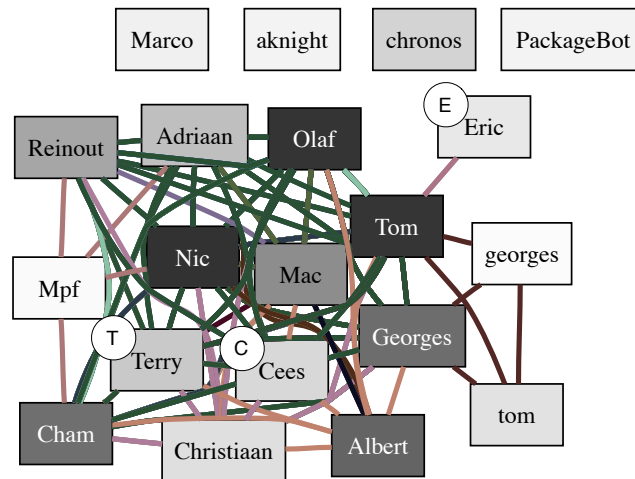 Marco
aknight
chronos
PackageBot
E
Eric
Reinout
Adriaan
Olaf
Tom
georges
Nic
Mac
Mpf
T
Terry
C
Cees
Georges
Cham
Christiaan
Albert
tom